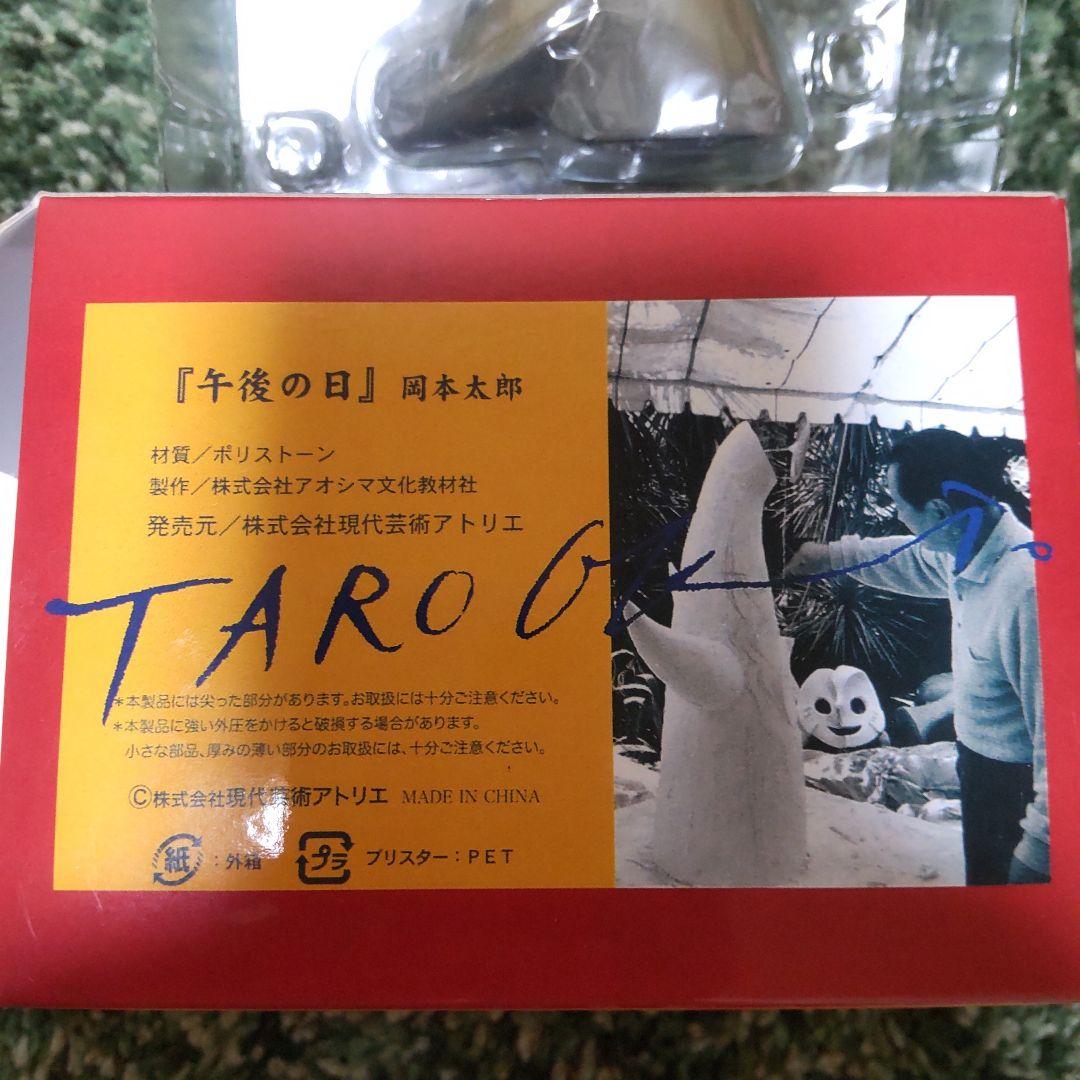 『午後の日』 岡本太郎
材質／ポリストーン
製作／株式会社アオシマ文化教材社
発売元／株式会社現代芸術アトリエ
TARO
＊本製品には尖った部分があります。お取扱には十分ご注意ください。
＊本製品に強い外圧をかけると破損する場合があります。
小さな部品、厚みの薄い部分のお取扱には、十分ご注意ください。
Ⓒ株式会社現代芸術アトリエ MADE IN CHINA
紙：外箱 プラ ブリスター：PET